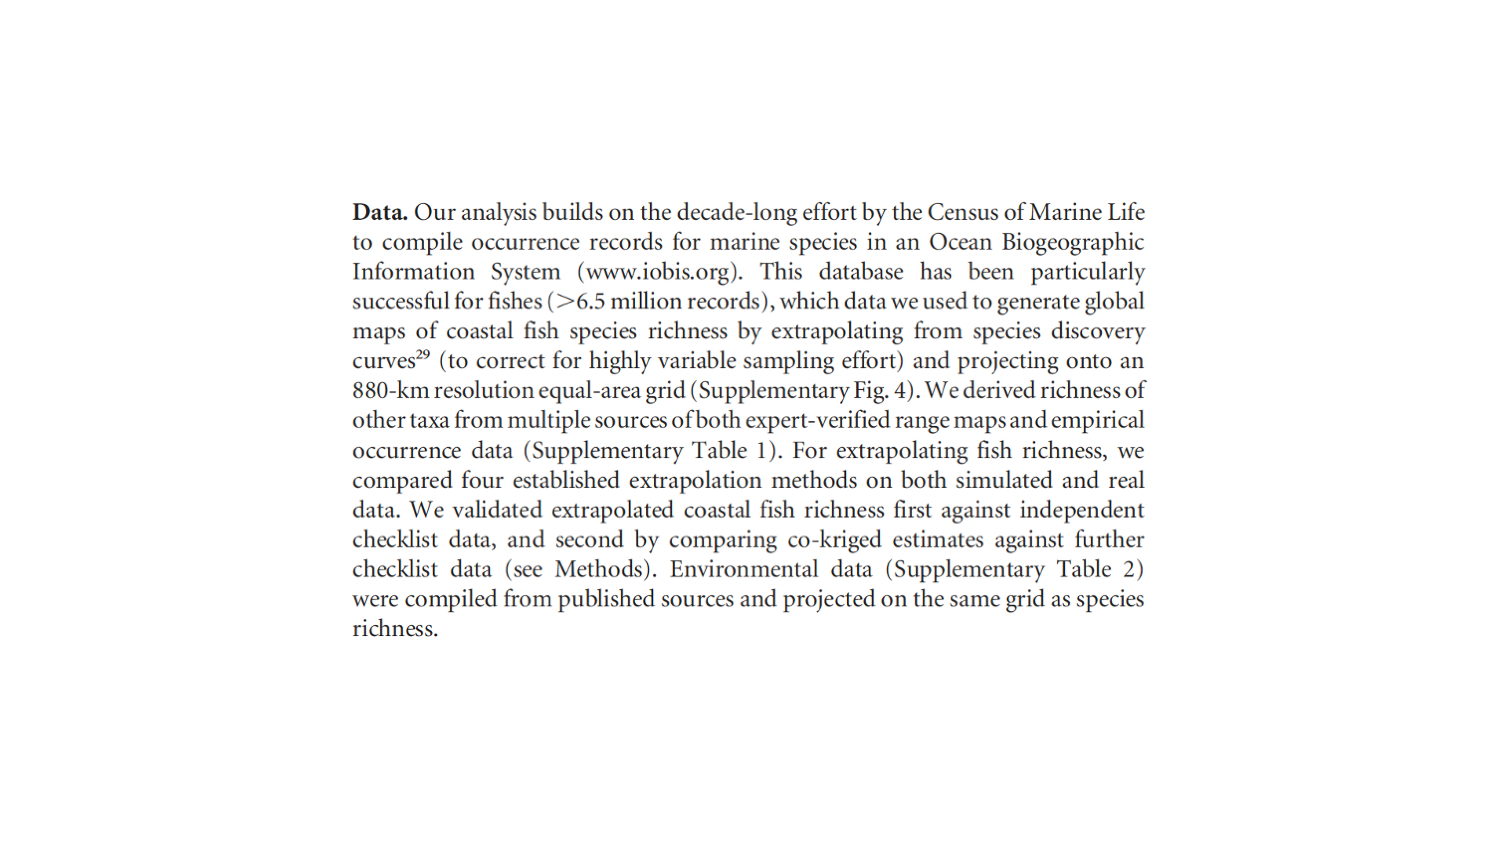 Data. Our analysis builds on the decade-long effort by the Census of Marine Life
to compile occurrence records for marine species in an Ocean Biogeographic
Information System (www.iobis.org). This database has been particularly
successful for fishes (>6.5 million records), which data we used to generate global
maps of coastal fish species richness by extrapolating from species discovery
curves²⁹ (to correct for highly variable sampling effort) and projecting onto an
880-km resolution equal-area grid (Supplementary Fig. 4). We derived richness of
other taxa from multiple sources of both expert-verified range maps and empirical
occurrence data (Supplementary Table 1). For extrapolating fish richness, we
compared four established extrapolation methods on both simulated and real
data. We validated extrapolated coastal fish richness first against independent
checklist data, and second by comparing co-kriged estimates against further
checklist data (see Methods). Environmental data (Supplementary Table 2)
were compiled from published sources and projected on the same grid as species
richness.